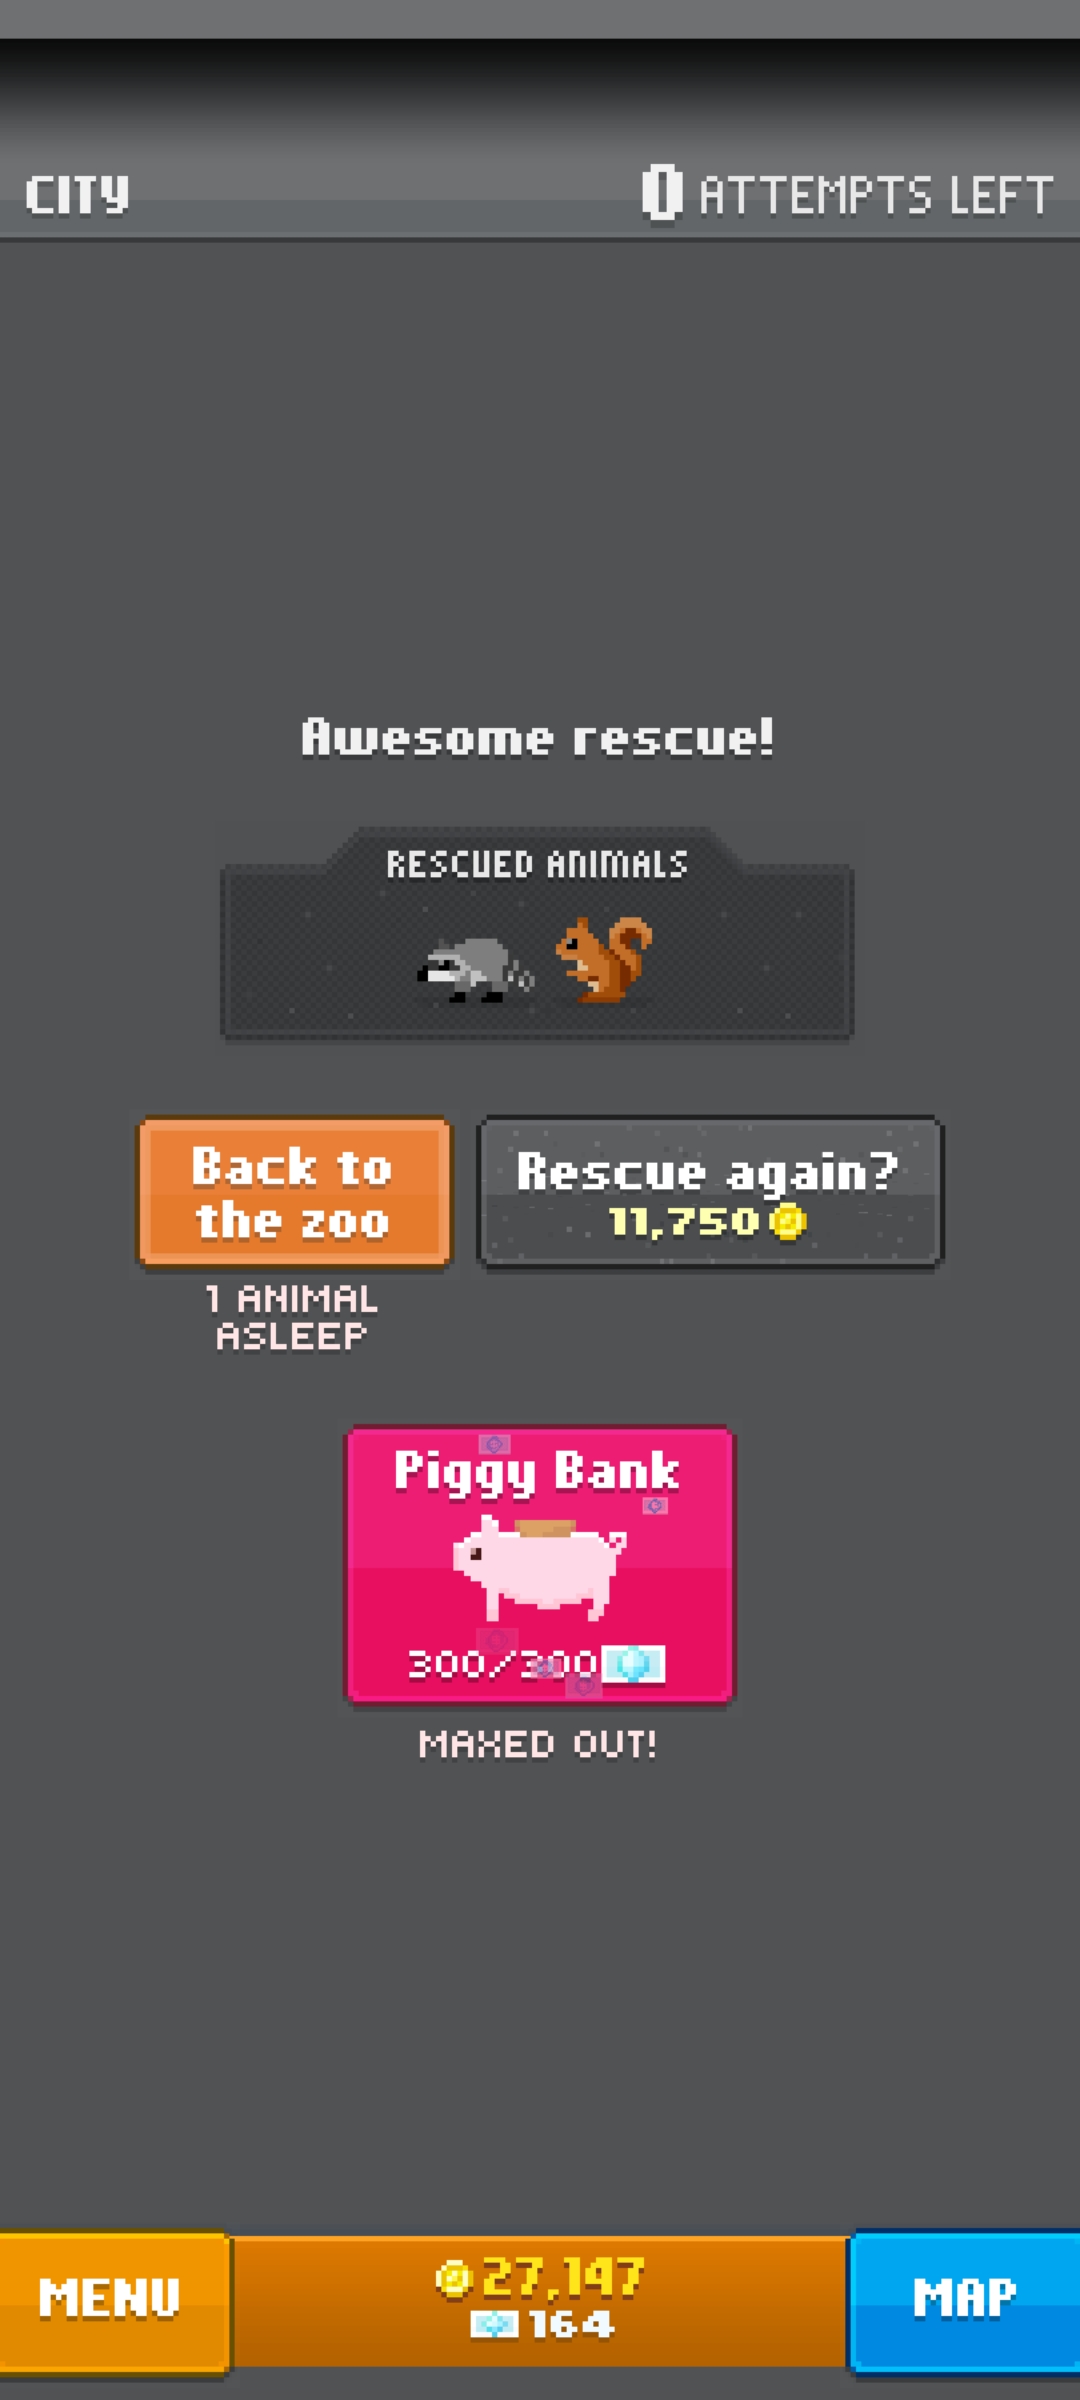 CITY
0 ATTEMPTS LEFT
Awesome rescue!
RESCUED ANIMALS
Back to
the zoo
Rescue again?
11,750
1 ANIMAL
ASLEEP
Piggy Bank
300/300
MAXED OUT!
MENU
27,147
164
MAP